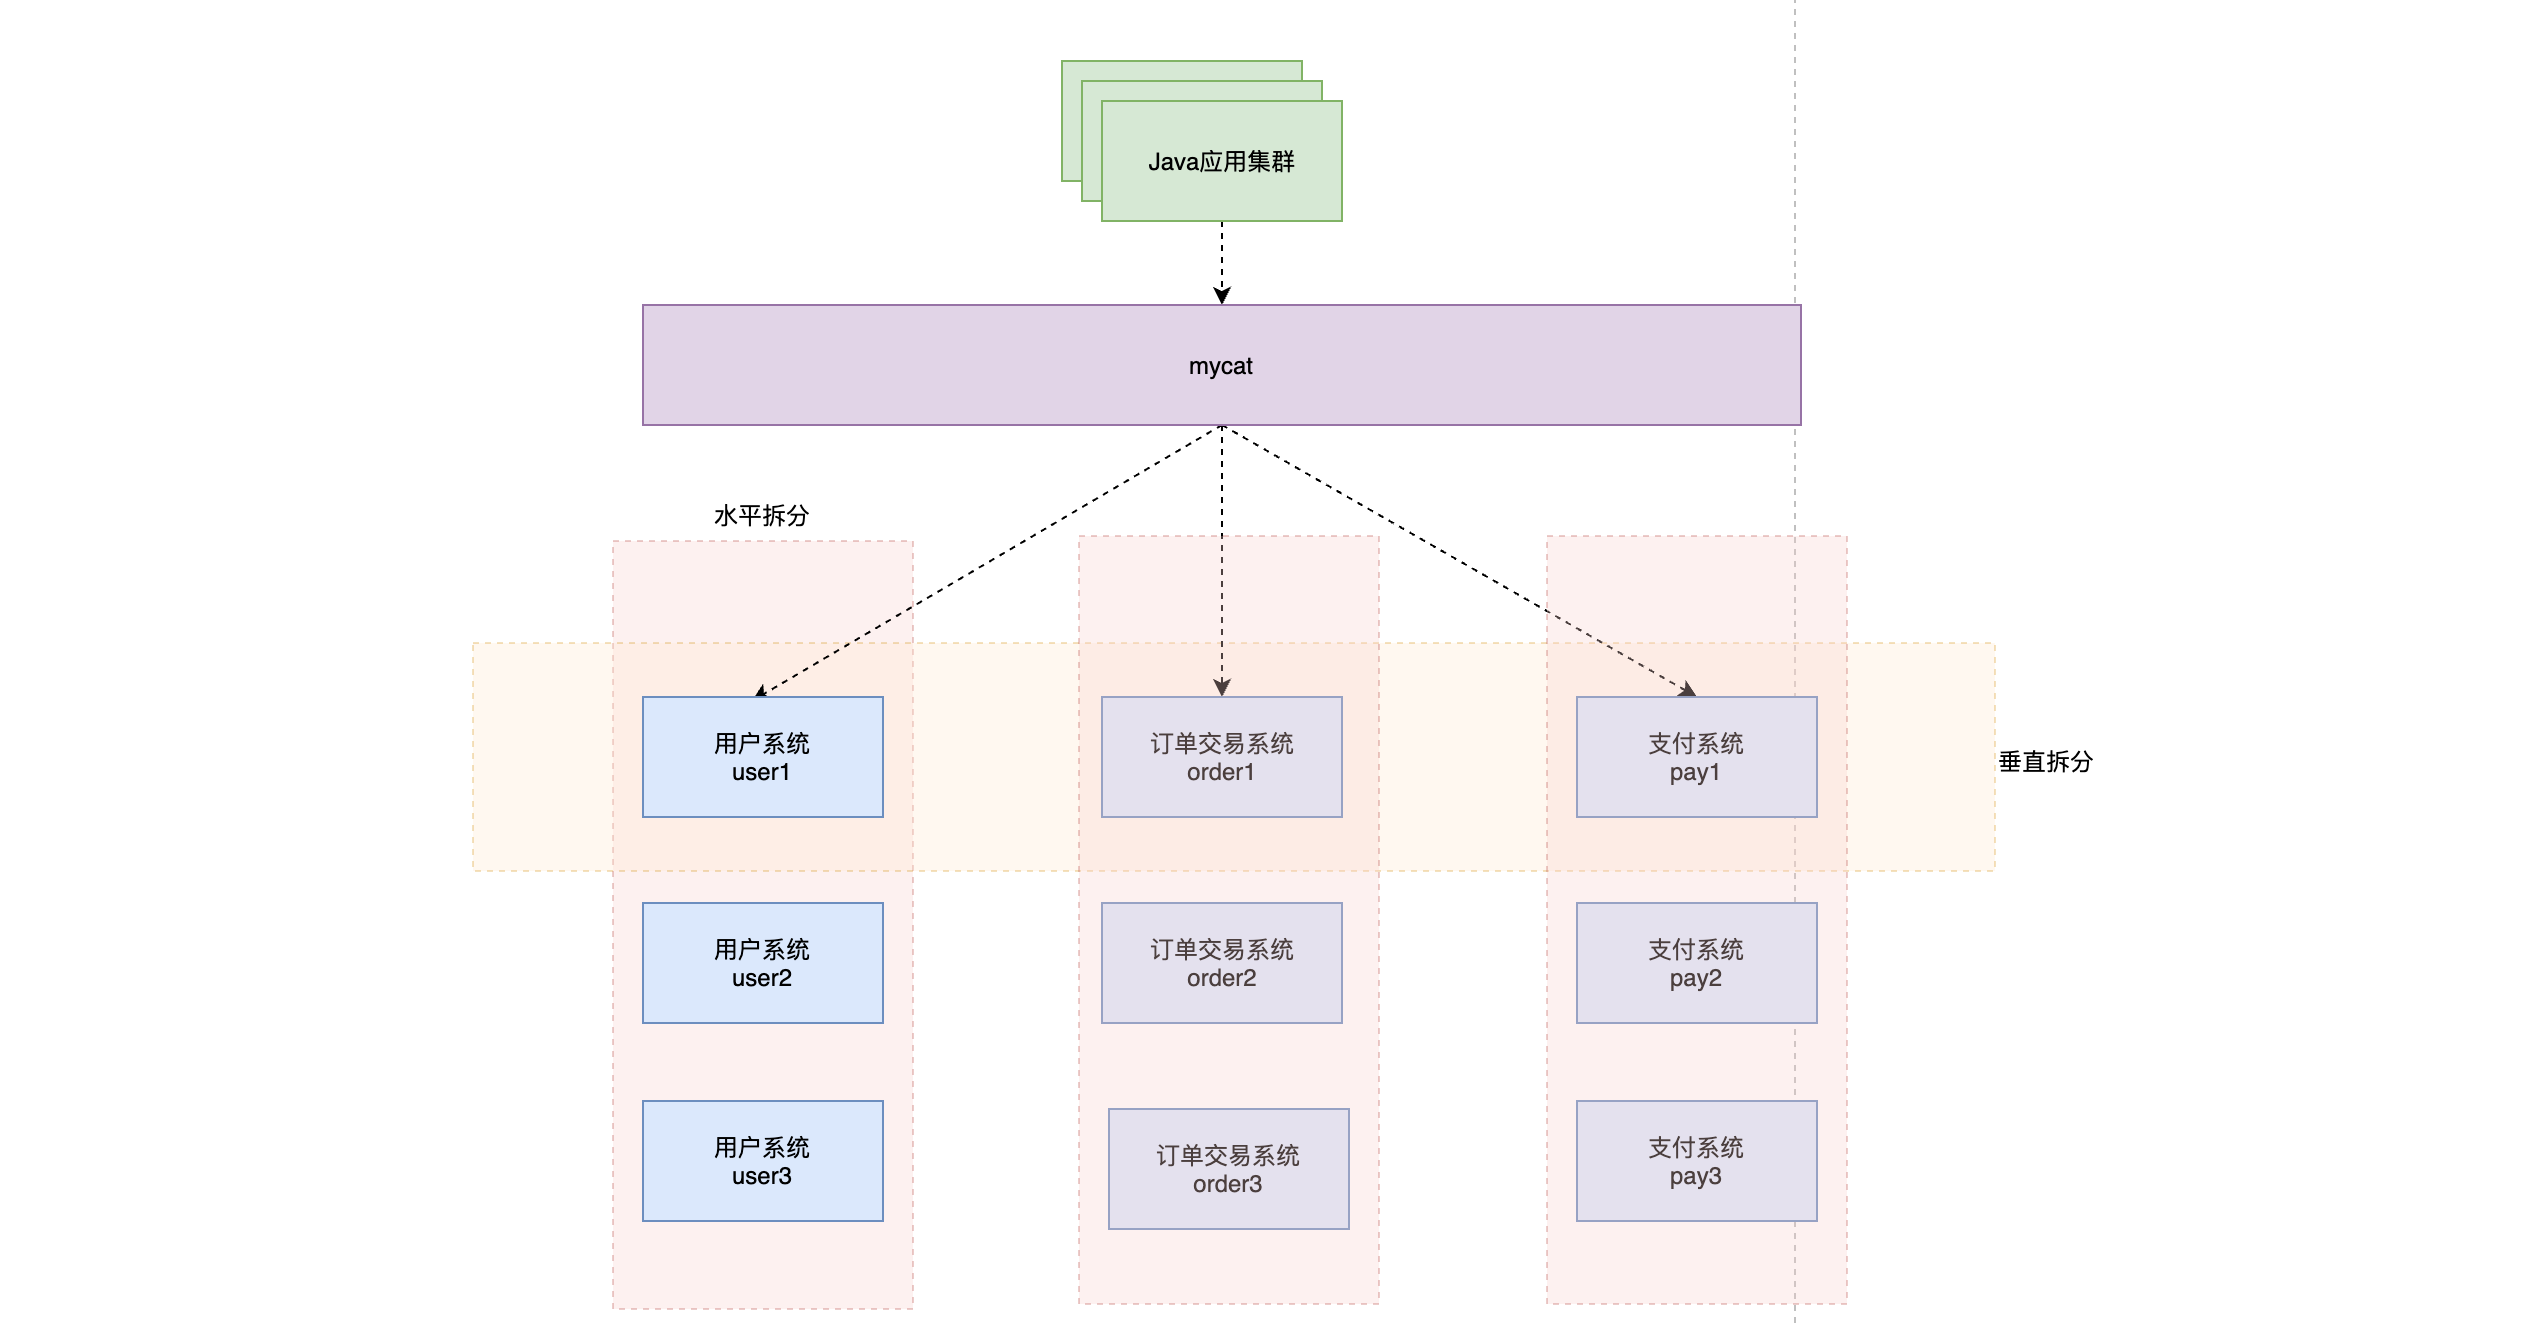 Java应用集群
mycat
水平拆分
用户系统
user1
订单交易系统
order1
支付系统
pay1
垂直拆分
用户系统
user2
订单交易系统
order2
支付系统
pay2
用户系统
user3
订单交易系统
order3
支付系统
pay3